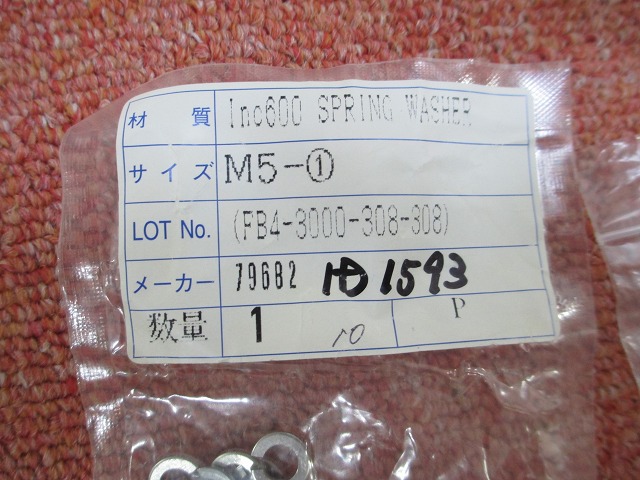 材 質 Inc600 SPRING WASHER
サイズ M5-①
LOT No. (FB4-3000-308-308)
メーカー 79682 1593
数量 1 10 P